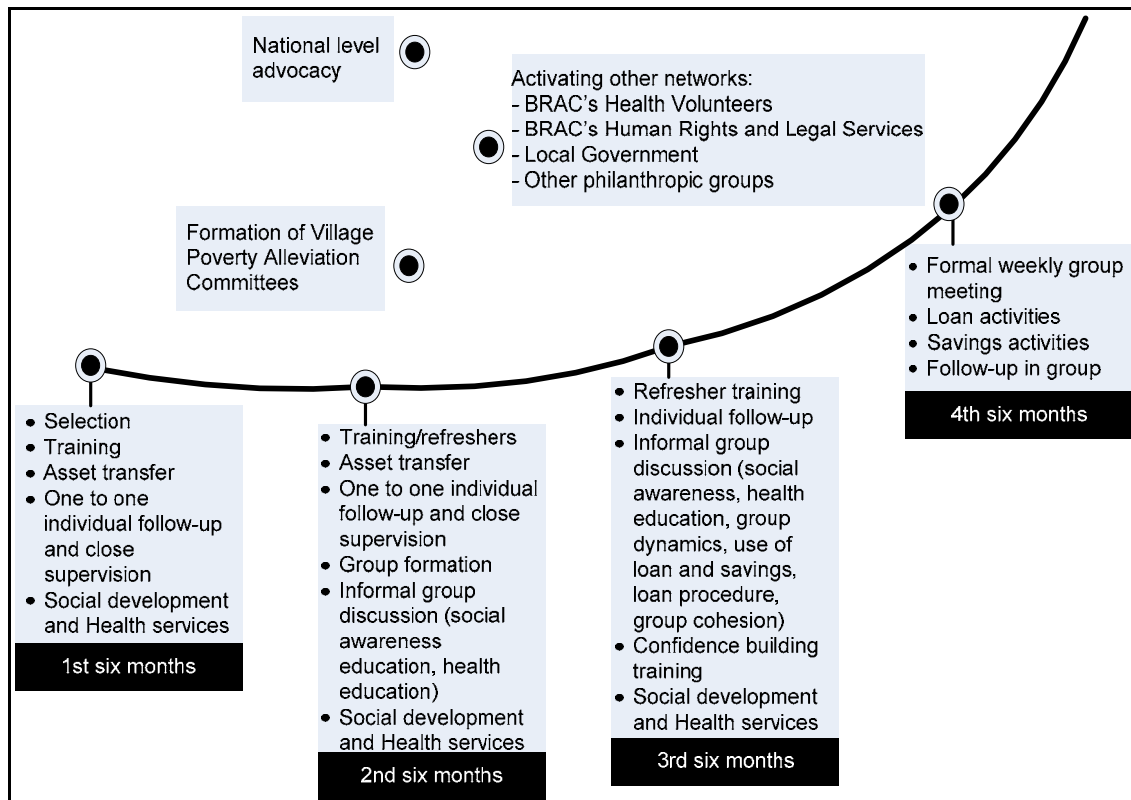 National level
advocacy
Activating other networks:
- BRAC's Health Volunteers
- BRAC's Human Rights and Legal Services
- Local Government
- Other philanthropic groups
Formation of Village
Poverty Alleviation
Committees
• Selection
• Training
• Asset transfer
• One to one
individual follow-up
and close
supervision
• Social development
and Health services
1st six months
• Training/refreshers
• Asset transfer
• One to one individual
follow-up and close
supervision
• Group formation
• Informal group
discussion (social
awareness
education, health
education)
• Social development
and Health services
2nd six months
• Refresher training
• Individual follow-up
• Informal group
discussion (social
awareness, health
education, group
dynamics, use of
loan and savings,
loan procedure,
group cohesion)
• Confidence building
training
• Social development
and Health services
3rd six months
• Formal weekly group
meeting
• Loan activities
• Savings activities
• Follow-up in group
4th six months